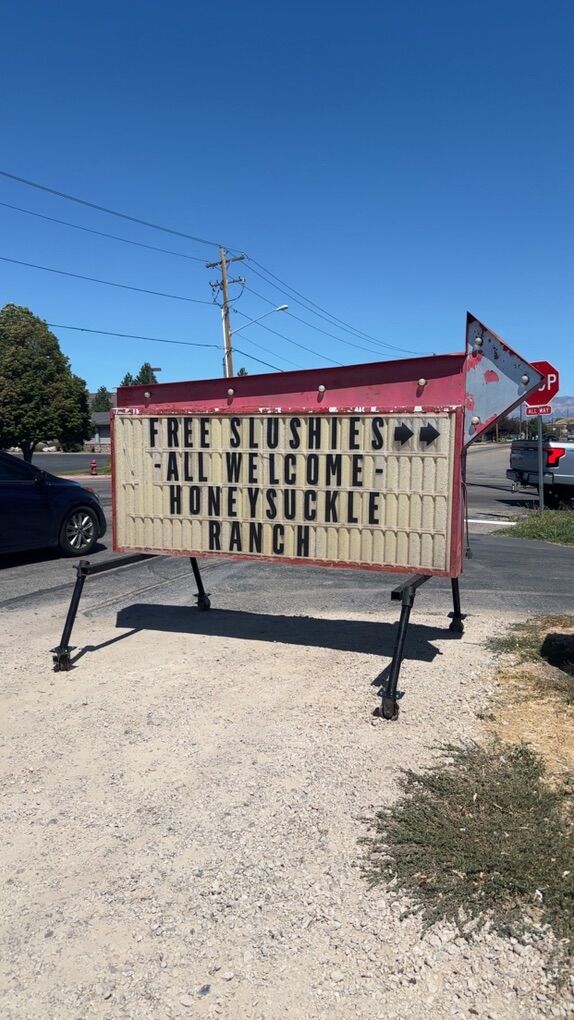 FREE SLUSHIES
-ALL WELCOME-
HONEYSUCKLE
RANCH
ALL WAY